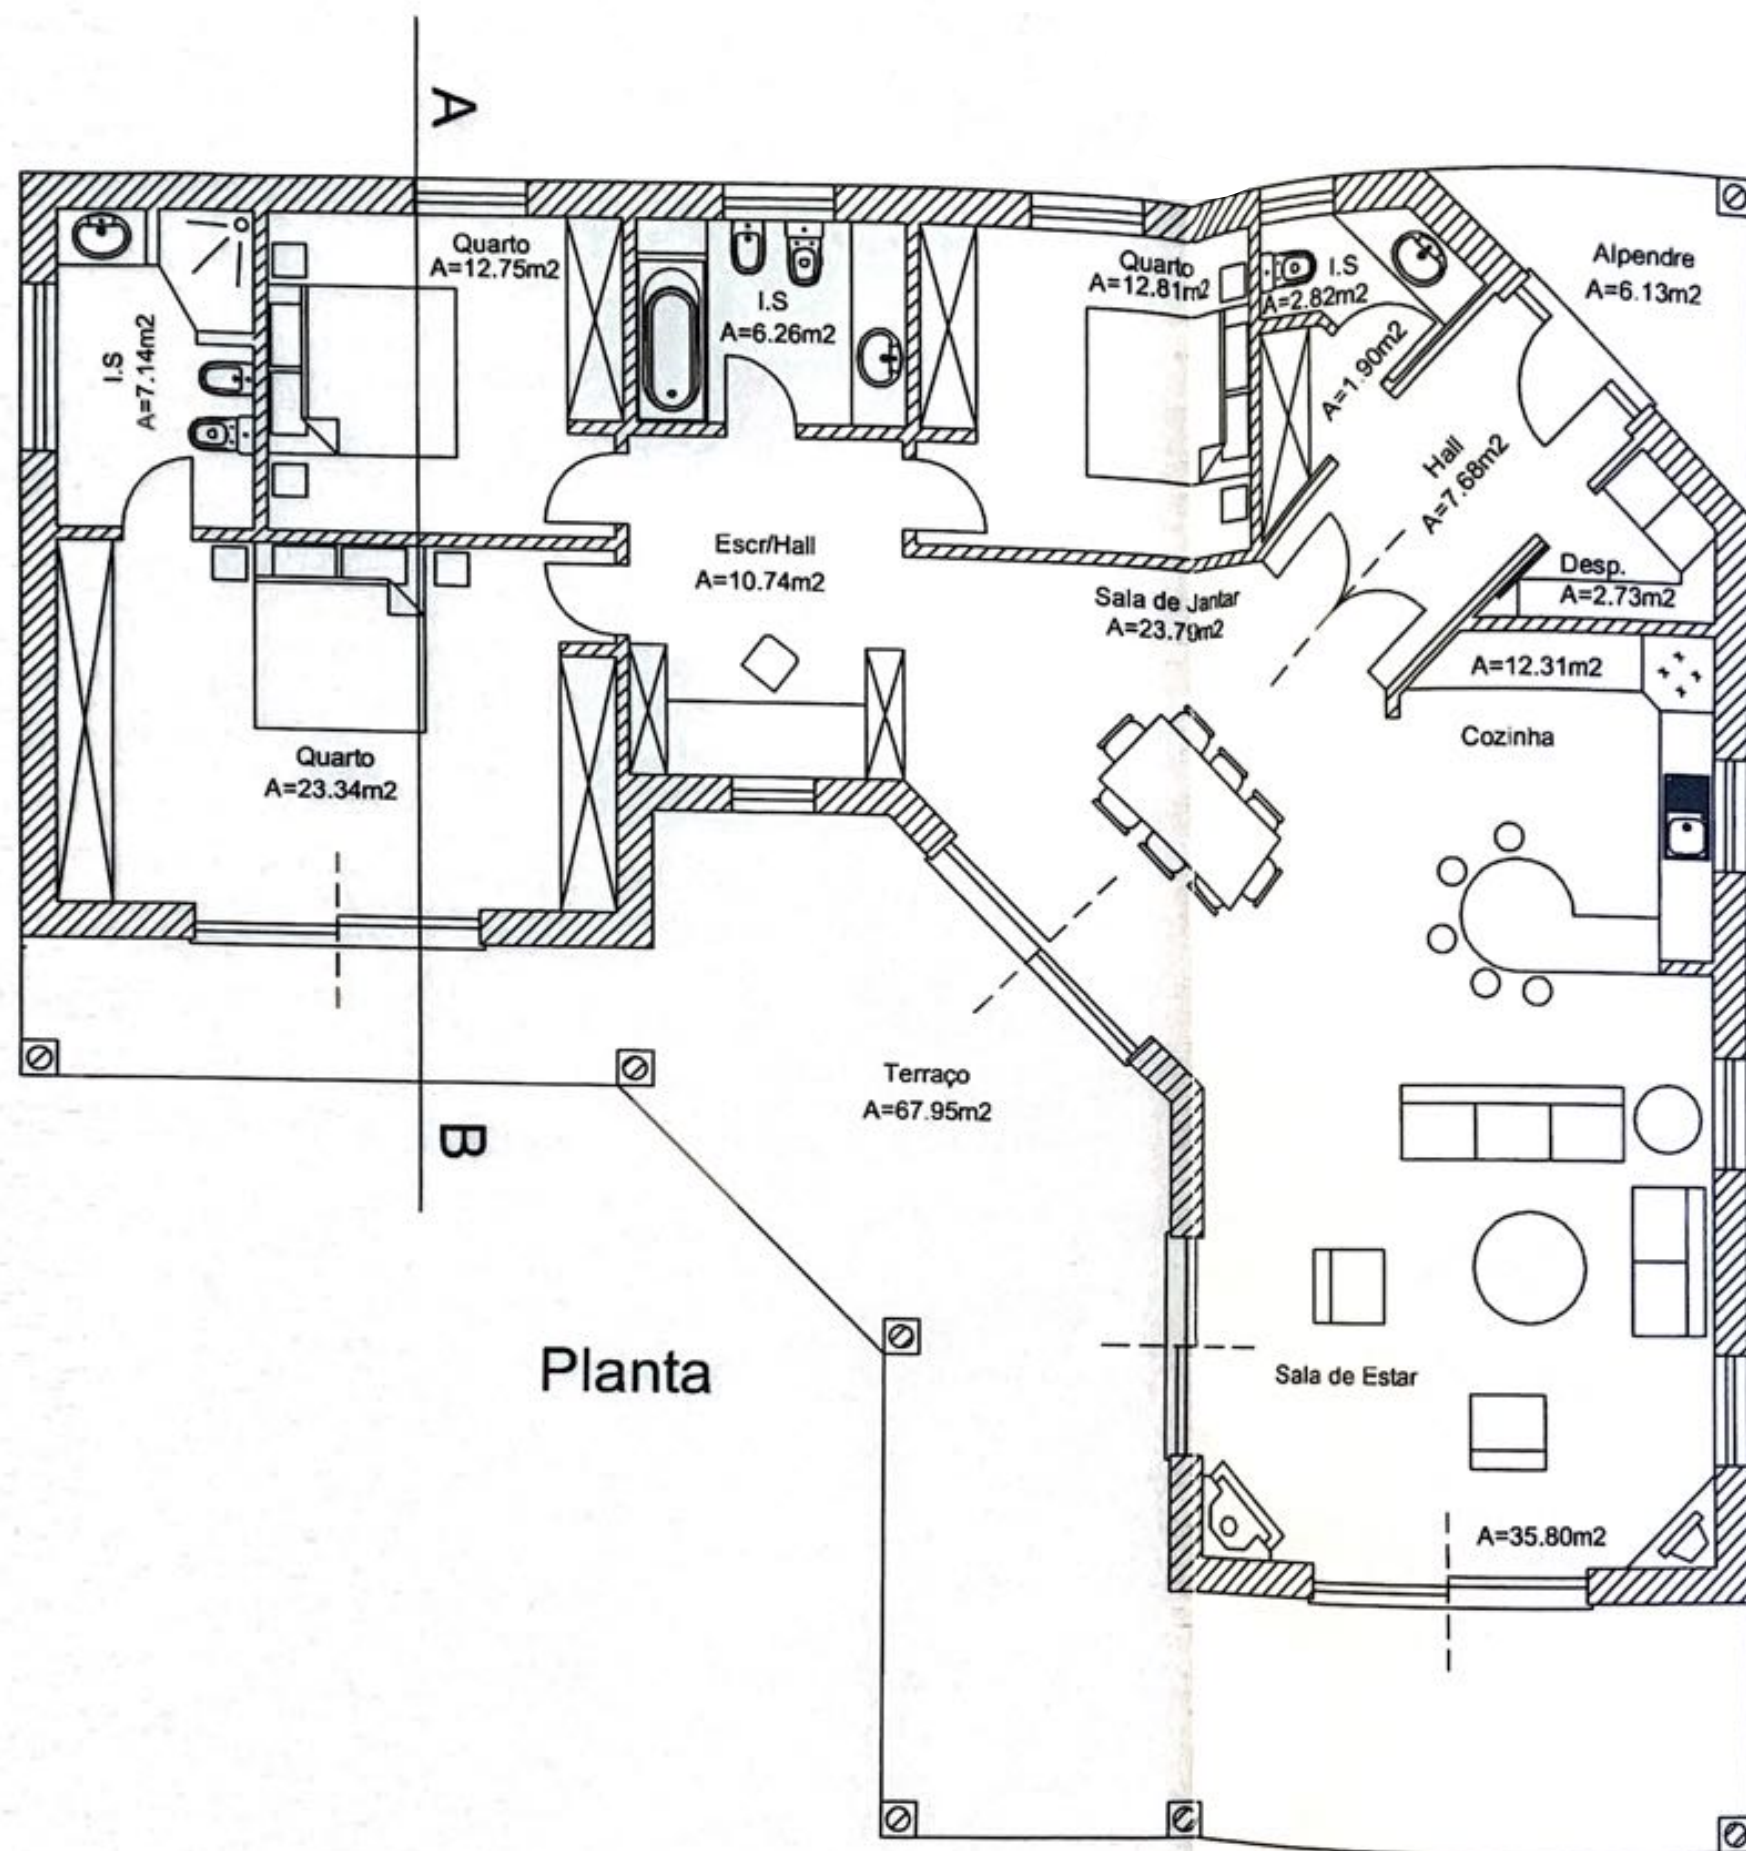 A
Quarto
A=12.75m2
Quarto
A=12.81m2
Alpendre
A=6.13m2
I.S
A=2.82m2
I.S
A=6.26m2
I.S
A=7.14m2
A=1.90m2
Hall
A=7.68m2
Escr/Hall
A=10.74m2
Desp.
A=2.73m2
Sala de Jantar
A=23.79m2
A=12.31m2
Cozinha
Quarto
A=23.34m2
Terraço
A=67.95m2
B
Planta
Sala de Estar
A=35.80m2